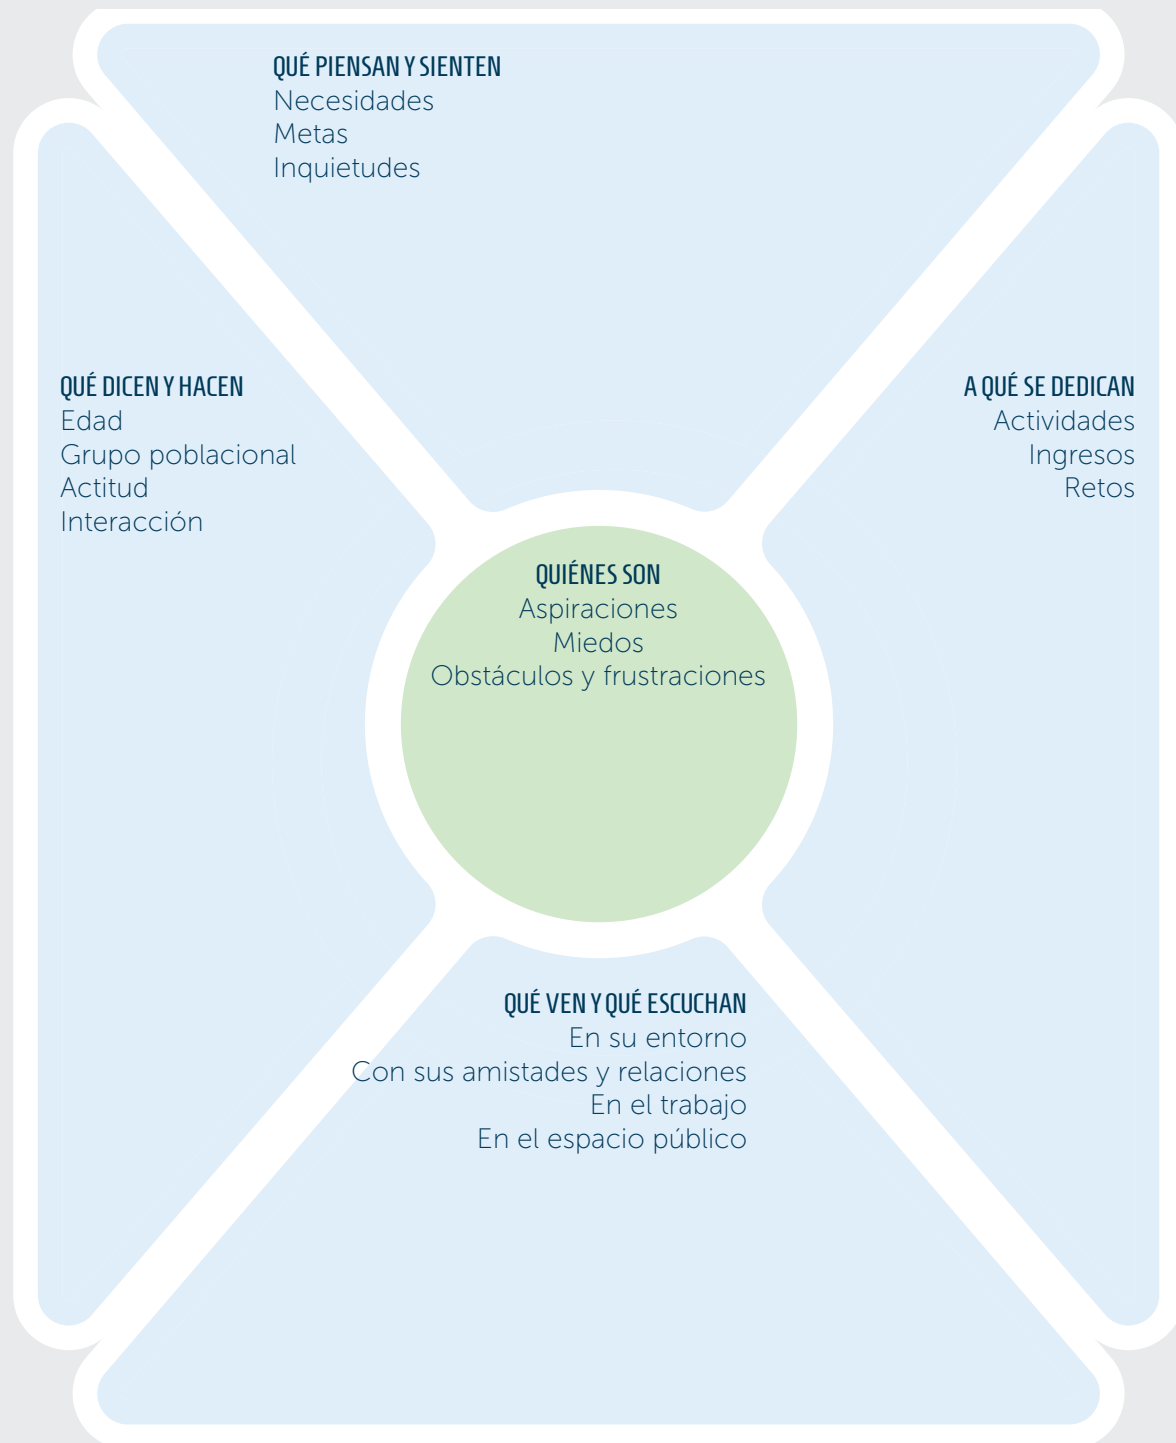 QUÉ PIENSAN Y SIENTEN
Necesidades
Metas
Inquietudes
QUÉ DICEN Y HACEN
Edad
Grupo poblacional
Actitud
Interacción
A QUÉ SE DEDICAN
Actividades
Ingresos
Retos
QUIÉNES SON
Aspiraciones
Miedos
Obstáculos y frustraciones
QUÉ VEN Y QUÉ ESCUCHAN
En su entorno
Con sus amistades y relaciones
En el trabajo
En el espacio público